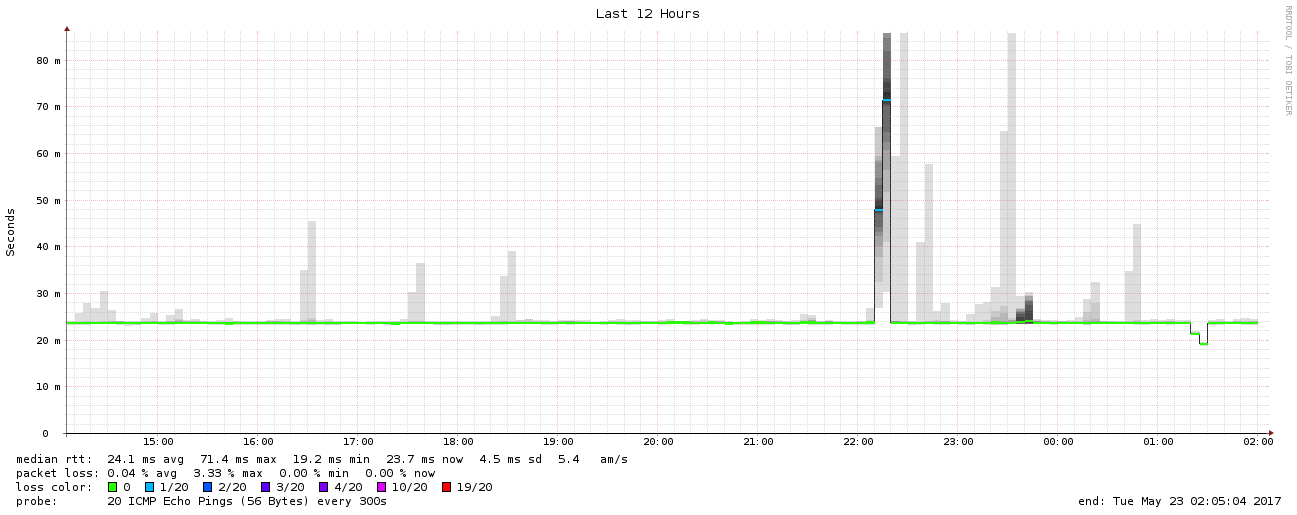 Last 12 Hours
RRDTOOL / TOBI OETIKER
Seconds
80 m
70 m
60 m
50 m
40 m
30 m
20 m
10 m
0
15:00 16:00 17:00 18:00 19:00 20:00 21:00 22:00 23:00 00:00 01:00 02:00
median rtt: 24.1 ms avg 71.4 ms max 19.2 ms min 23.7 ms now 4.5 ms sd 5.4 am/s
packet loss: 0.04 % avg 3.33 % max 0.00 % min 0.00 % now
loss color: 0 1/20 2/20 3/20 4/20 10/20 19/20
probe: 20 ICMP Echo Pings (56 Bytes) every 300s
end: Tue May 23 02:05:04 2017